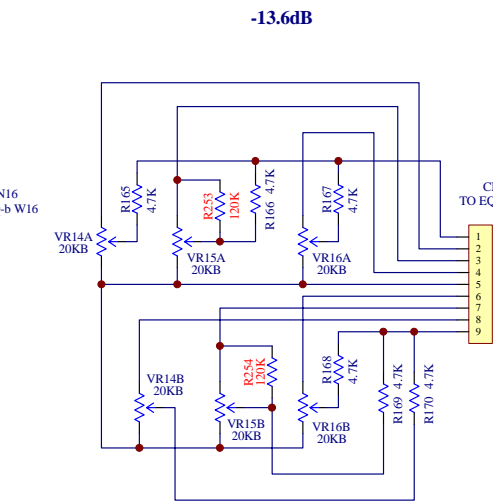 -13.6dB
N16
-b W16
R165
4.7K
R253
120K
R166 4.7K
R167
4.7K
VR14A
20KB
VR15A
20KB
VR16A
20KB
TO EQ
1
2
3
4
5
6
7
8
9
R254
120K
R168
4.7K
R169 4.7K
R170 4.7K
VR14B
20KB
VR15B
20KB
VR16B
20KB